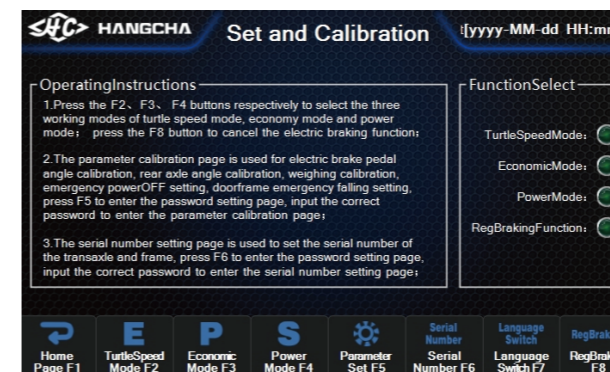 HC HANGCHA
Set and Calibration
t[yyyy-MM-dd HH:mm
OperatingInstructions
1.Press the F2、F3、F4 buttons respectively to select the three
working modes of turtle speed mode, economy mode and power
mode； press the F8 button to cancel the electric braking function；
2.The parameter calibration page is used for electric brake pedal
angle calibration, rear axle angle calibration, weighing calibration,
emergency powerOFF setting, doorframe emergency falling setting,
press F5 to enter the password setting page, input the correct
password to enter the parameter calibration page；
3.The serial number setting page is used to set the serial number of
the transaxle and frame, press F6 to enter the password setting page,
input the correct password to enter the serial number setting page；
FunctionSelect
TurtleSpeedMode:
EconomicMode:
PowerMode:
RegBrakingFunction:
E
P
S
Serial
Number
Language
Switch
RegBrak
Home
Page F1
TurtleSpeed
Mode F2
Economic
Mode F3
Power
Mode F4
Parameter
Set F5
Serial
Number F6
Language
Switch F7
RegBrak
F8